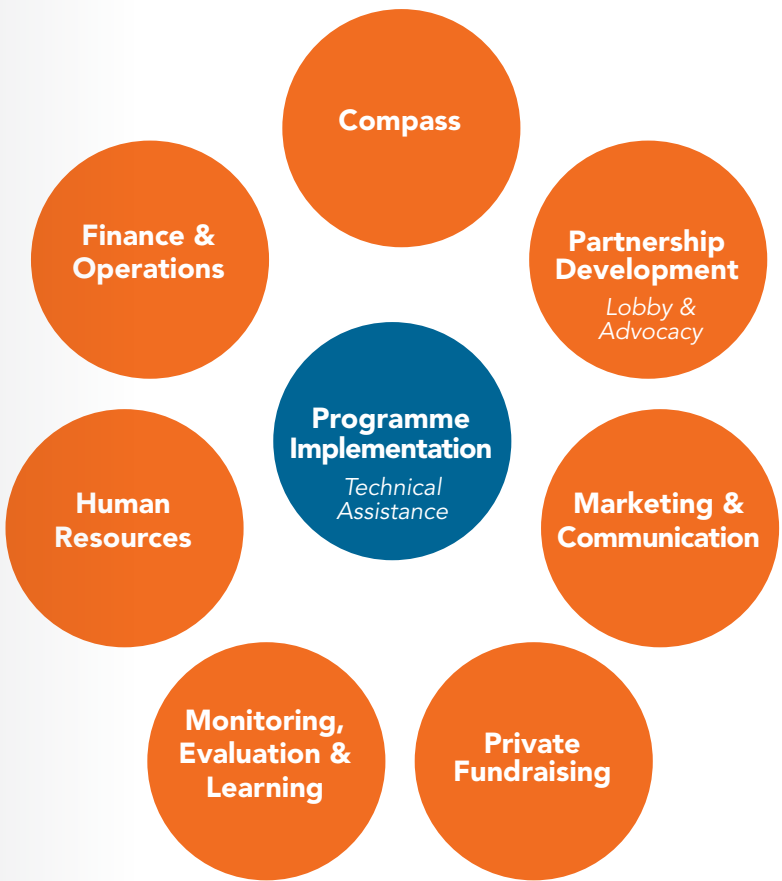 Compass
Finance &
Operations
Partnership
Development
Lobby &
Advocacy
Programme
Implementation
Technical
Assistance
Human
Resources
Marketing &
Communication
Monitoring,
Evaluation &
Learning
Private
Fundraising